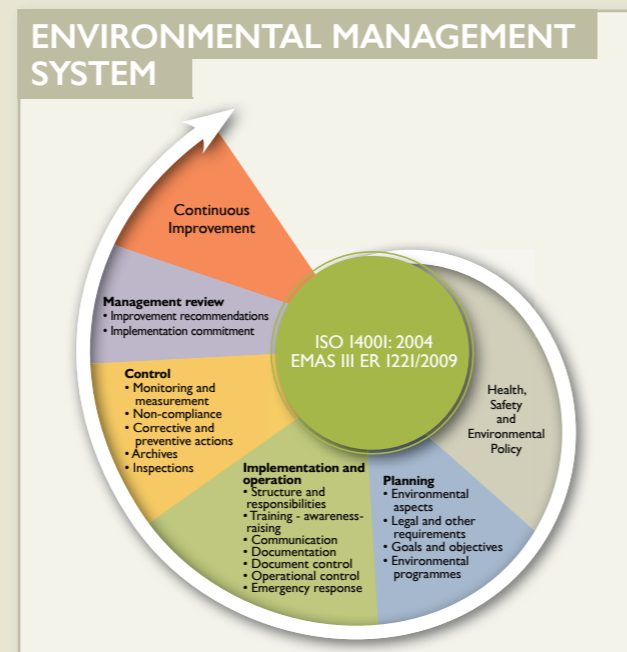 ENVIRONMENTAL MANAGEMENT
SYSTEM
Continuous
Improvement
Management review
• Improvement recommendations
• Implementation commitment
ISO 14001: 2004
EMAS III ER 1221/2009
Control
• Monitoring and
measurement
• Non-compliance
• Corrective and
preventive actions
• Archives
• Inspections
Health,
Safety
and
Environmental
Policy
Implementation and
operation
• Structure and
responsibilities
• Training - awareness-
raising
• Communication
• Documentation
• Document control
• Operational control
• Emergency response
Planning
• Environmental
aspects
• Legal and other
requirements
• Goals and objectives
• Environmental
programmes